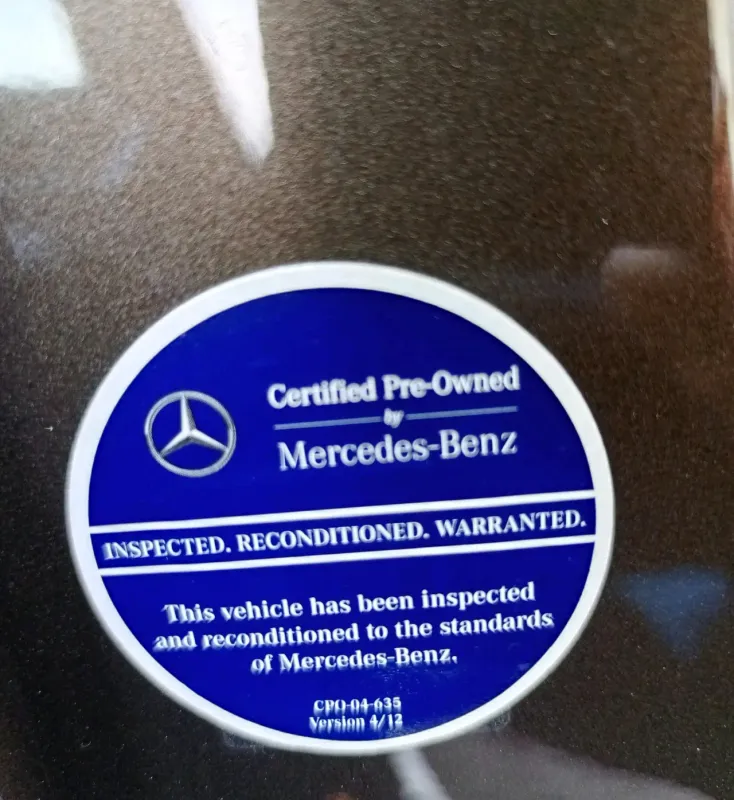 Certified Pre-Owned
by
Mercedes-Benz
INSPECTED. RECONDITIONED. WARRANTED.
This vehicle has been inspected
and reconditioned to the standards
of Mercedes-Benz.
CPO-04-635
Version 4/12